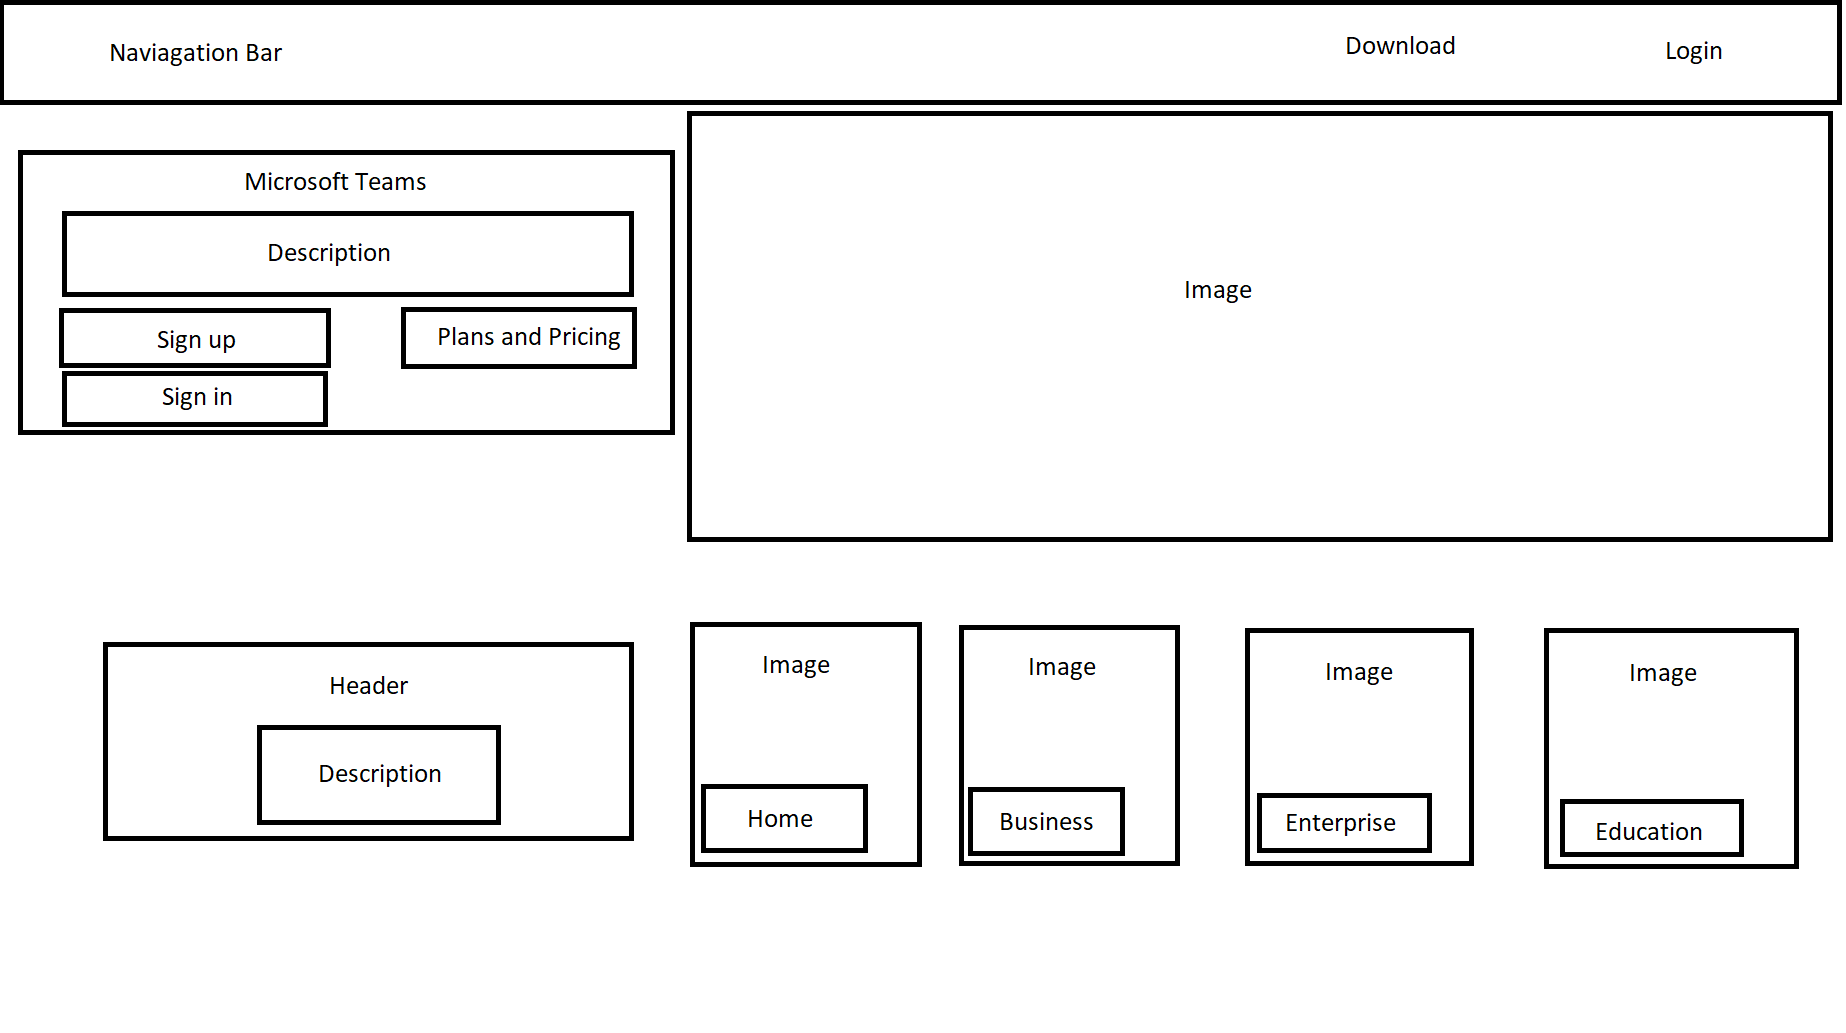 Naviagation Bar
Download
Login
Microsoft Teams
Description
Sign up
Plans and Pricing
Sign in
Image
Header
Description
Image
Home
Image
Business
Image
Enterprise
Image
Education